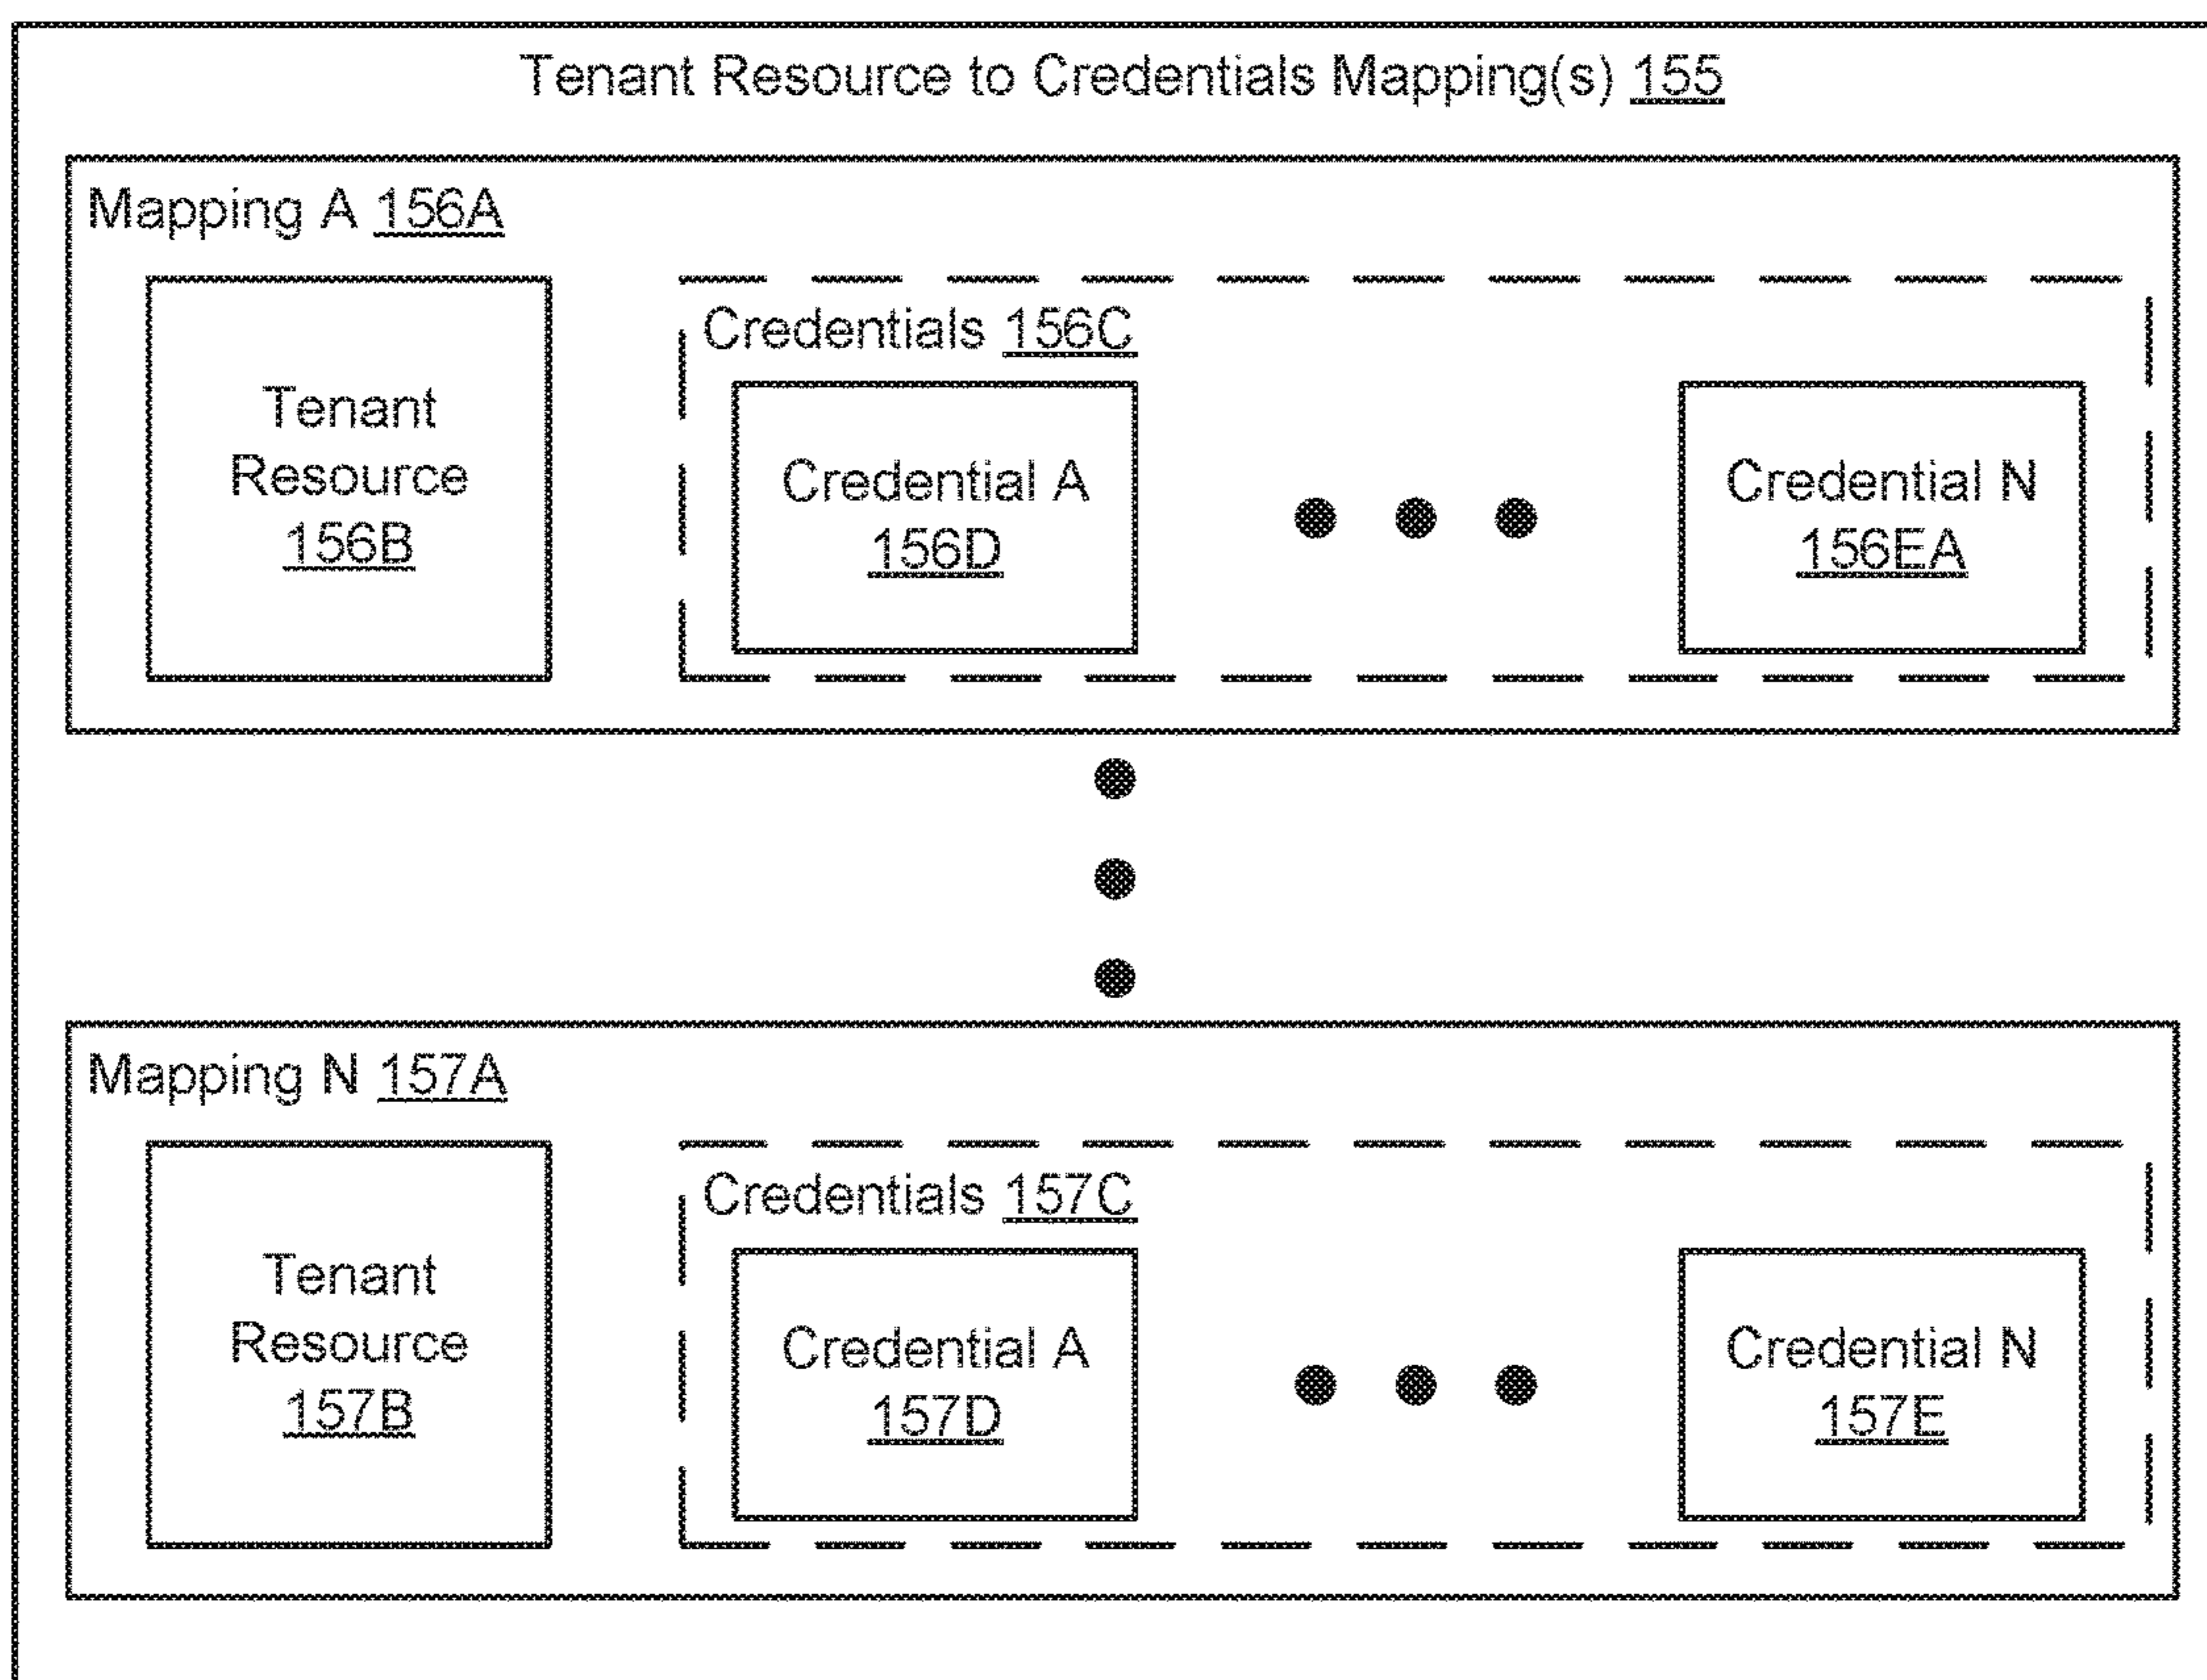 Tenant Resource to Credentials Mapping(s) 155
Mapping A 156A
Tenant
Resource
156B
Credentials 156C
Credential A
156D
Credential N
156EA
Mapping N 157A
Tenant
Resource
157B
Credentials 157C
Credential A
157D
Credential N
157E